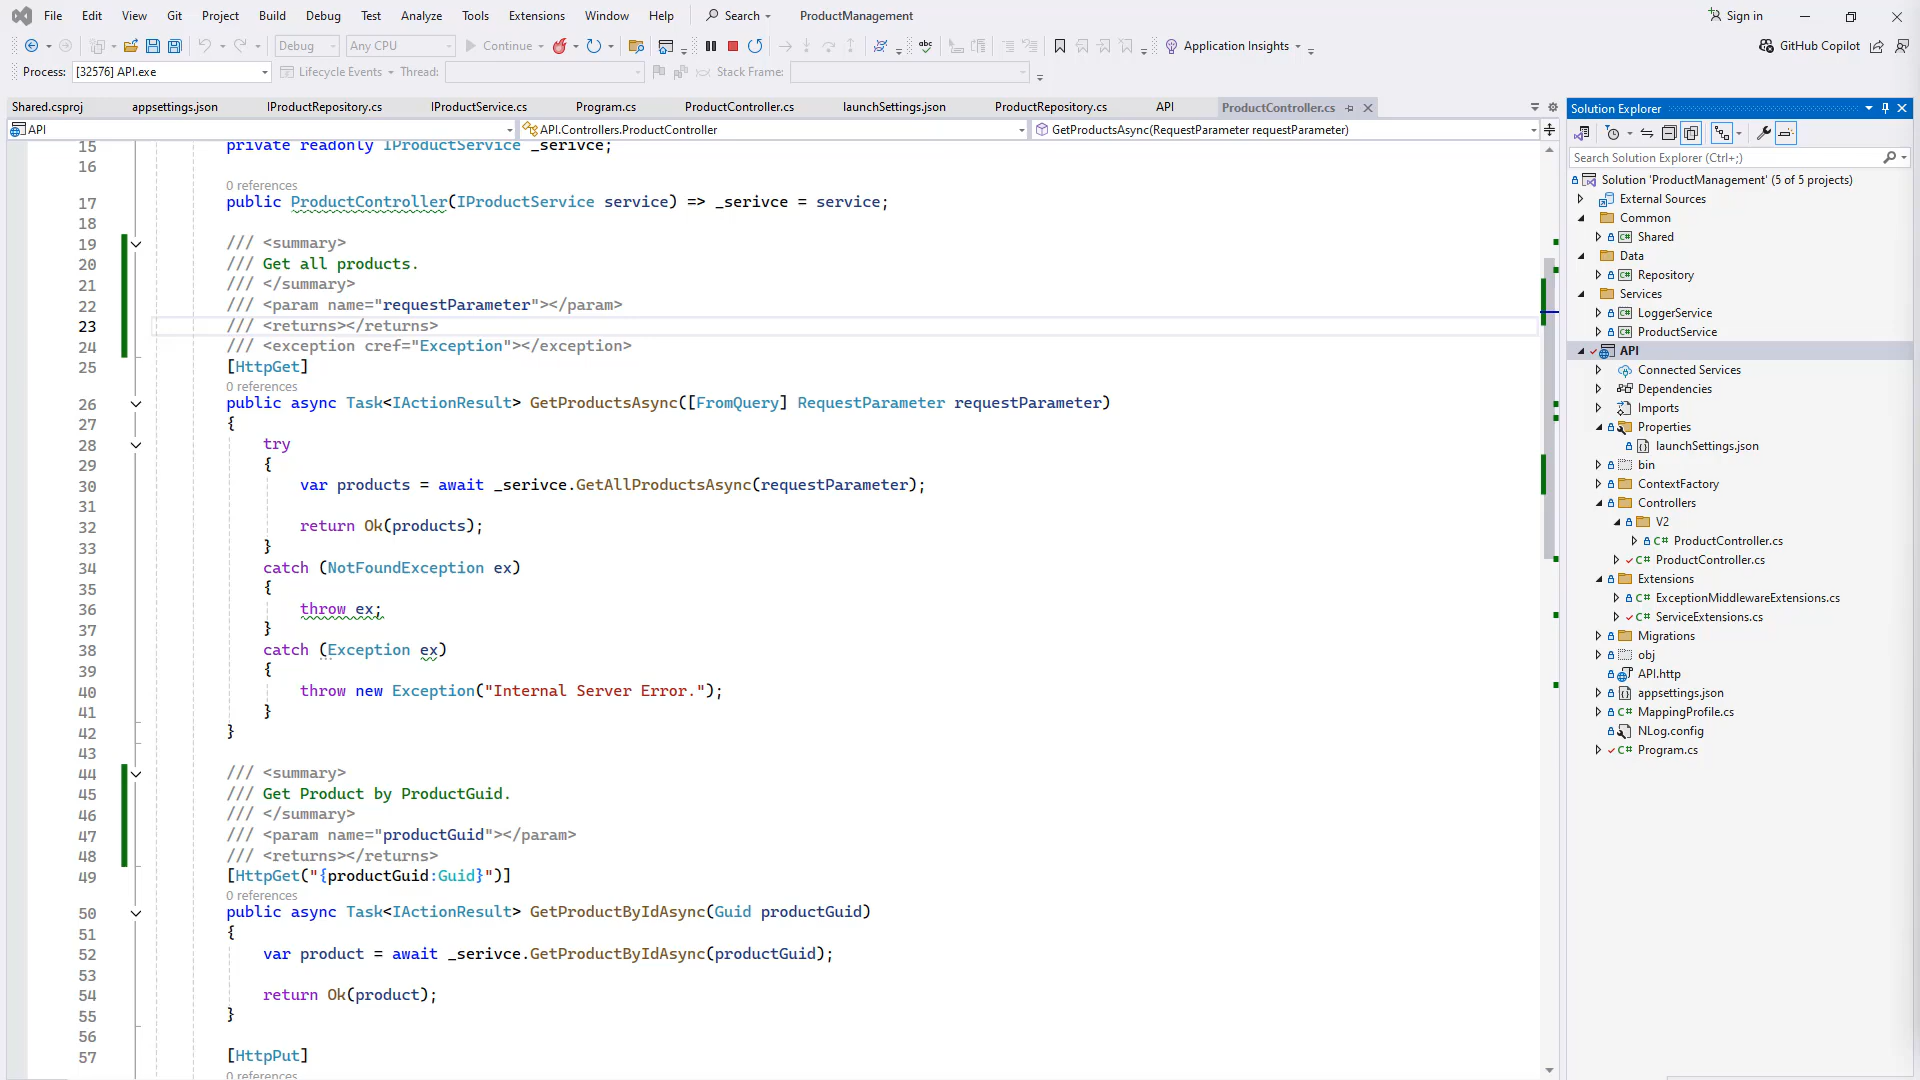 File Edit View Git Project Build Debug Test Analyze Tools Extensions Window Help Search ProductManagement Sign in
Debug Any CPU Continue abc Application Insights GitHub Copilot
Process: [32576] API.exe Lifecycle Events Thread: Stack Frame:
Shared.csproj appsettings.json IProductRepository.cs IProductService.cs Program.cs ProductController.cs launchSettings.json ProductRepository.cs API ProductController.cs
API API.Controllers.ProductController GetProductsAsync(RequestParameter requestParameter)
15 private readonly IProductService _serivce;
16
0 references
17 public ProductController(IProductService service) => _serivce = service;
18
19 /// <summary>
20 /// Get all products.
21 /// </summary>
22 /// <param name="requestParameter"></param>
23 /// <returns></returns>
24 /// <exception cref="Exception"></exception>
25 [HttpGet]
0 references
26 public async Task<IActionResult> GetProductsAsync([FromQuery] RequestParameter requestParameter)
27 {
28 try
29 {
30 var products = await _serivce.GetAllProductsAsync(requestParameter);
31
32 return Ok(products);
33 }
34 catch (NotFoundException ex)
35 {
36 throw ex;
37 }
38 catch (Exception ex)
39 {
40 throw new Exception("Internal Server Error.");
41 }
42 }
43
44 /// <summary>
45 /// Get Product by ProductGuid.
46 /// </summary>
47 /// <param name="productGuid"></param>
48 /// <returns></returns>
49 [HttpGet("{productGuid:Guid}")]
0 references
50 public async Task<IActionResult> GetProductByIdAsync(Guid productGuid)
51 {
52 var product = await _serivce.GetProductByIdAsync(productGuid);
53
54 return Ok(product);
55 }
56
57 [HttpPut]
0 references
Solution Explorer
Search Solution Explorer (Ctrl+;)
Solution 'ProductManagement' (5 of 5 projects)
External Sources
Common
C# Shared
Data
C# Repository
Services
C# LoggerService
C# ProductService
API
Connected Services
Dependencies
Imports
Properties
launchSettings.json
bin
ContextFactory
Controllers
V2
C# ProductController.cs
C# ProductController.cs
Extensions
C# ExceptionMiddlewareExtensions.cs
C# ServiceExtensions.cs
Migrations
obj
API.http
appsettings.json
C# MappingProfile.cs
NLog.config
C# Program.cs